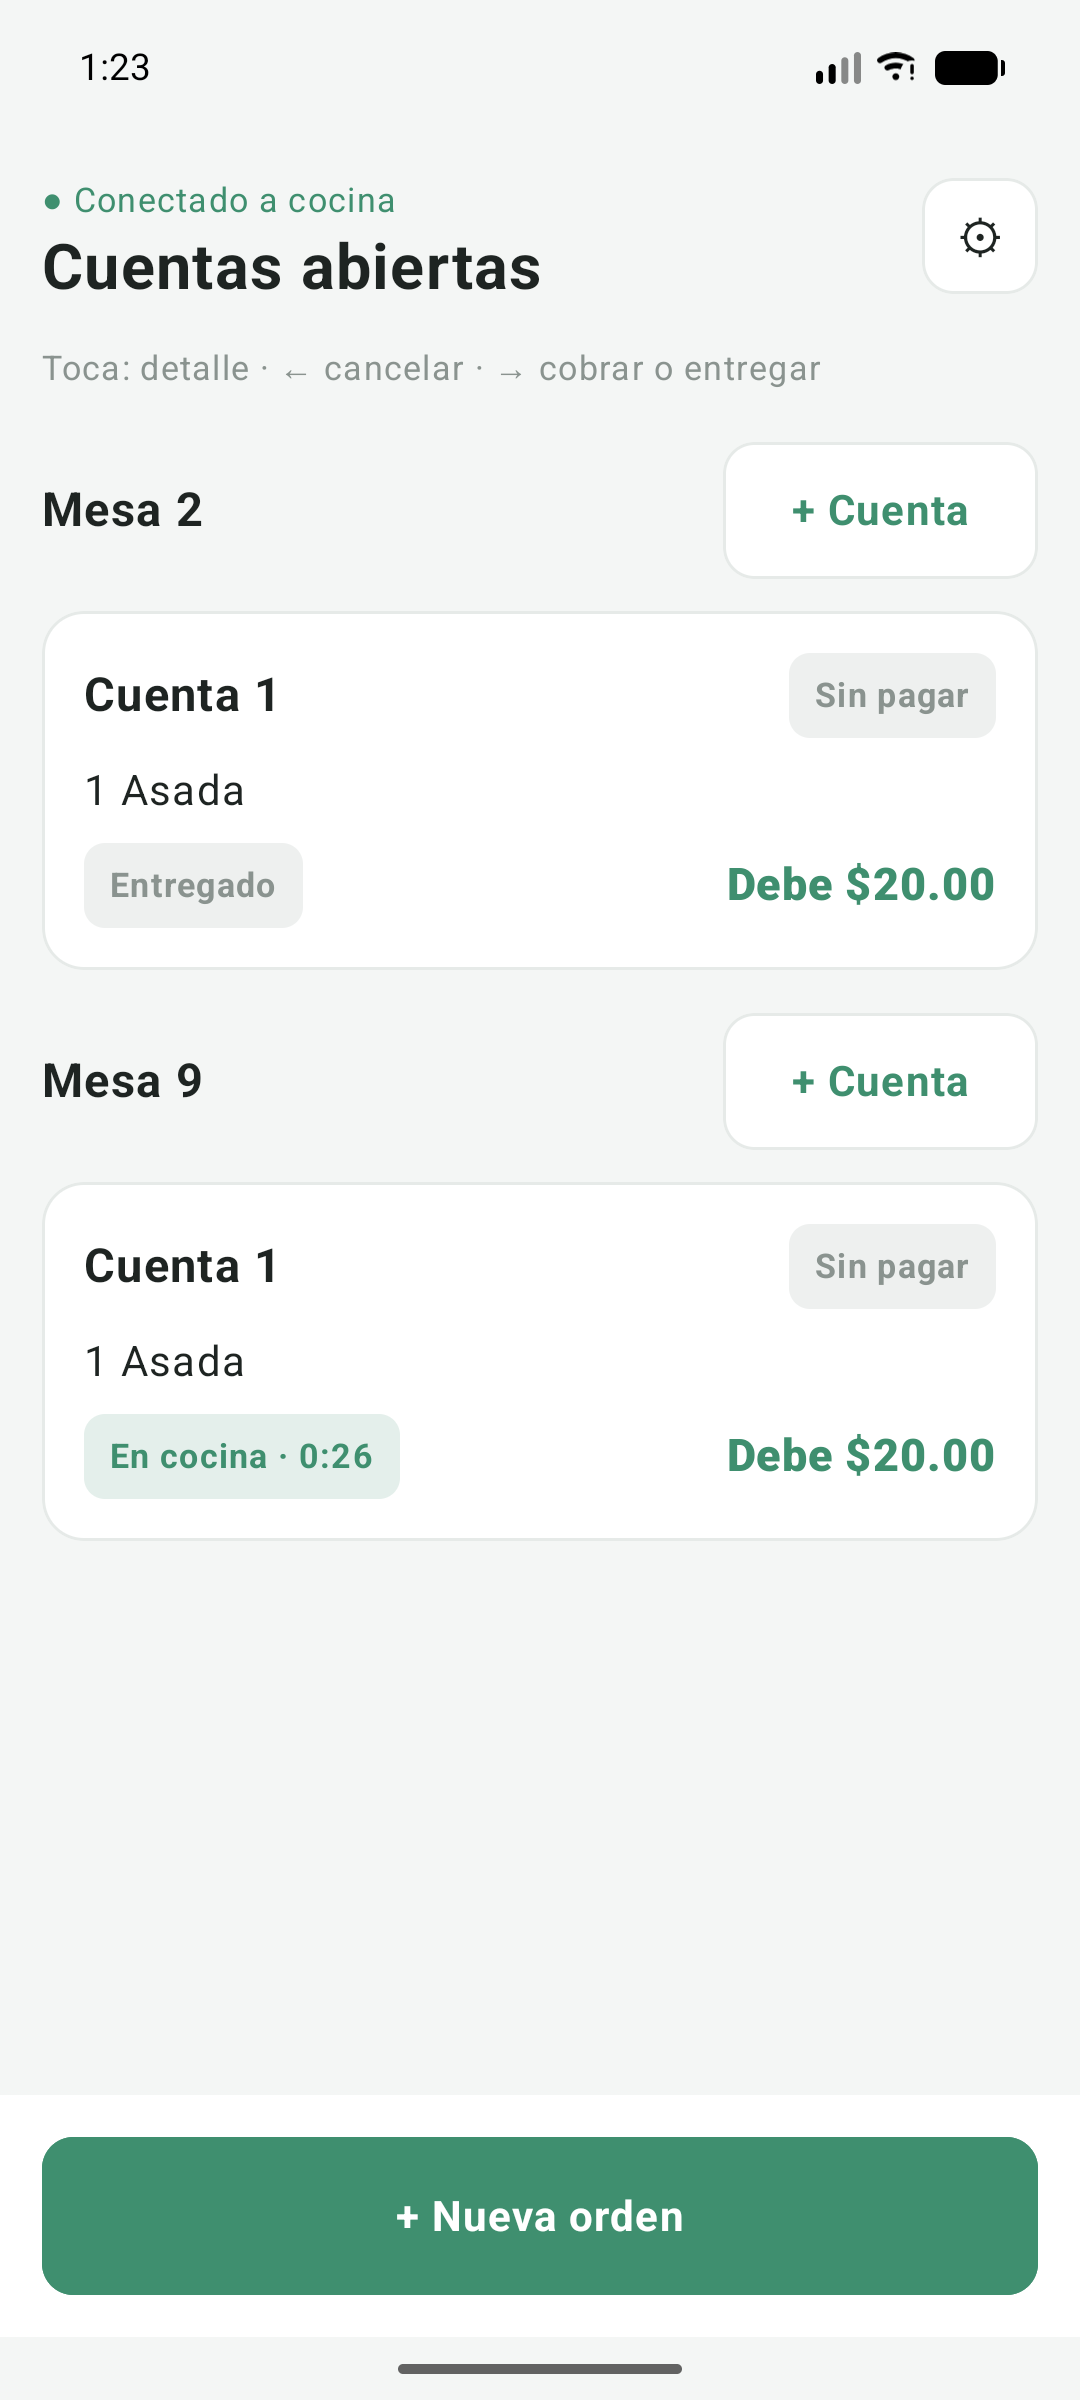 1:23
● Conectado a cocina
Cuentas abiertas
Toca: detalle · ← cancelar · → cobrar o entregar
Mesa 2
+ Cuenta
Cuenta 1
Sin pagar
1 Asada
Entregado
Debe $20.00
Mesa 9
+ Cuenta
Cuenta 1
Sin pagar
1 Asada
En cocina · 0:26
Debe $20.00
+ Nueva orden